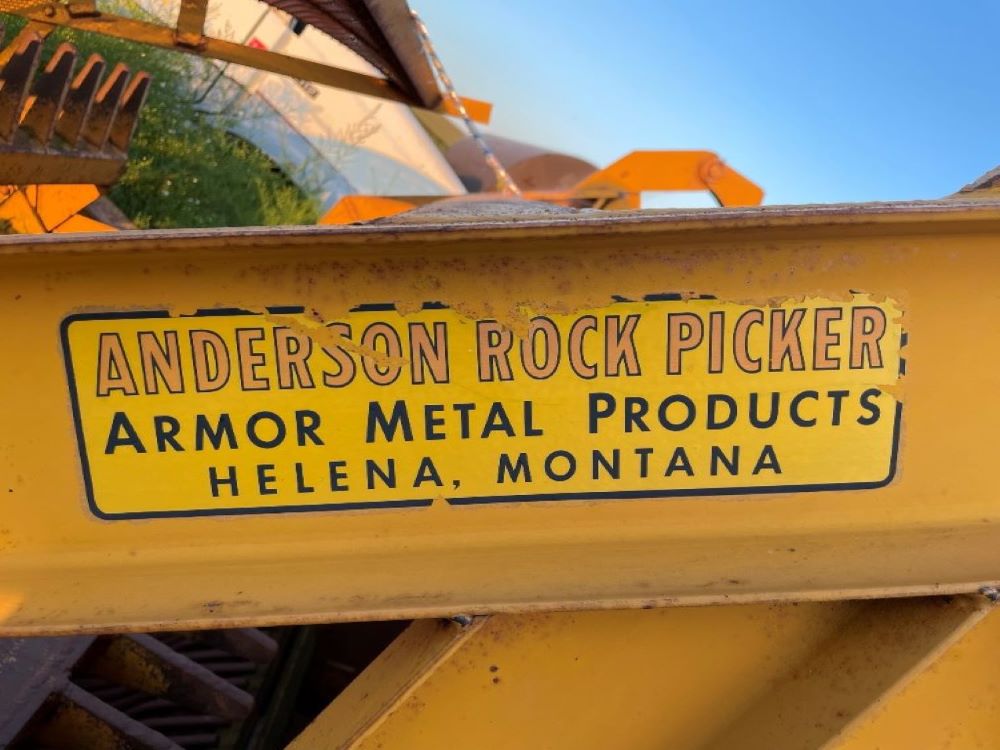 ANDERSON ROCK PICKER
ARMOR METAL PRODUCTS
HELENA, MONTANA